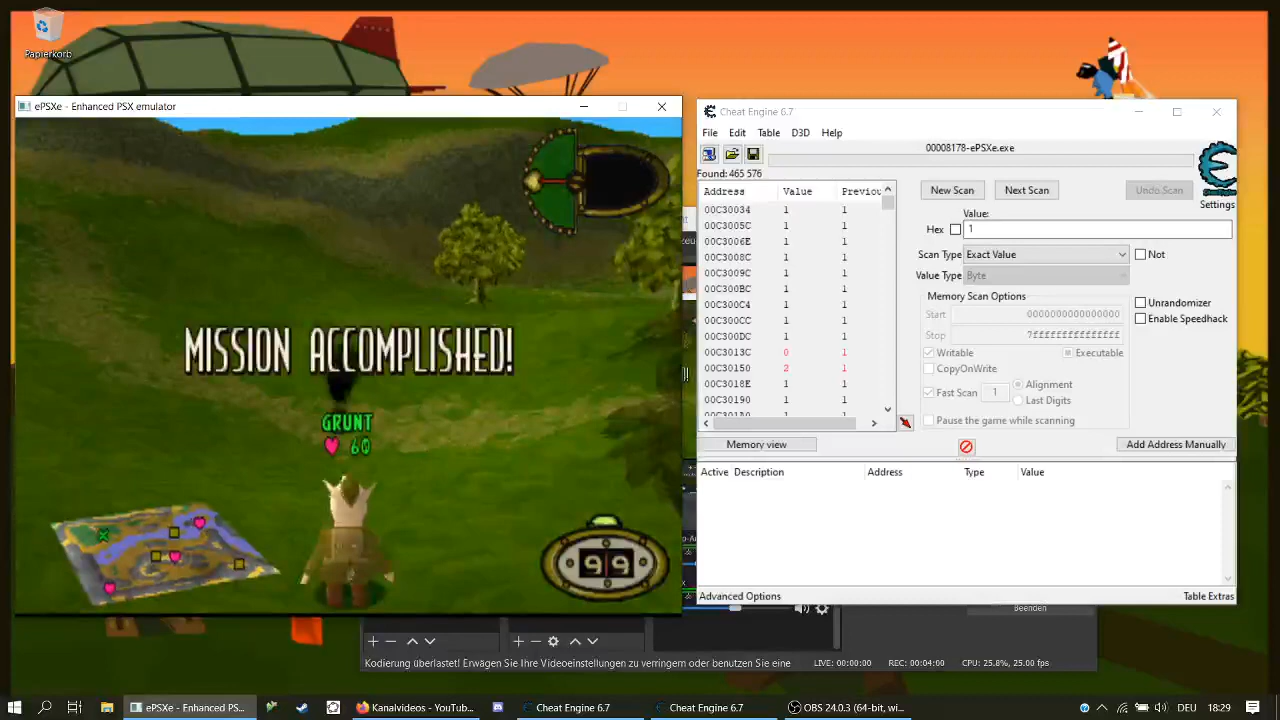 Papierkorb
ePSXe - Enhanced PSX emulator
MISSION ACCOMPLISHED!
GRUNT
60
99
Cheat Engine 6.7
File Edit Table D3D Help
00008178-ePSXe.exe
Found: 465 576
Address Value Previou
00C30034 1 1
00C3005C 1 1
00C3006E 1 1
00C3008C 1 1
00C3009C 1 1
00C300BC 1 1
00C300C4 1 1
00C300CC 1 1
00C300DC 1 1
00C3013C 0 1
00C30150 2 1
00C3018E 1 1
00C30190 1 1
New Scan Next Scan Undo Scan
Settings
Value:
Hex 1
Scan Type Exact Value Not
Value Type Byte
Memory Scan Options
Start 0000000000000000
Stop 7fffffffffffffff
Writable Executable
CopyOnWrite
Fast Scan 1 Alignment
Last Digits
Pause the game while scanning
Unrandomizer
Enable Speedhack
Memory view Add Address Manually
Active Description Address Type Value
Advanced Options Table Extras
Beenden
Kodierung überlastet! Erwägen Sie Ihre Videoeinstellungen zu verringern oder benutzen Sie eine LIVE: 00:00:00 REC: 00:04:00 CPU: 25.8%, 25.00 fps
ePSXe - Enhanced PS... Kanalvideos - YouTub... Cheat Engine 6.7 Cheat Engine 6.7 OBS 24.0.3 (64-bit, wi... DEU 18:29